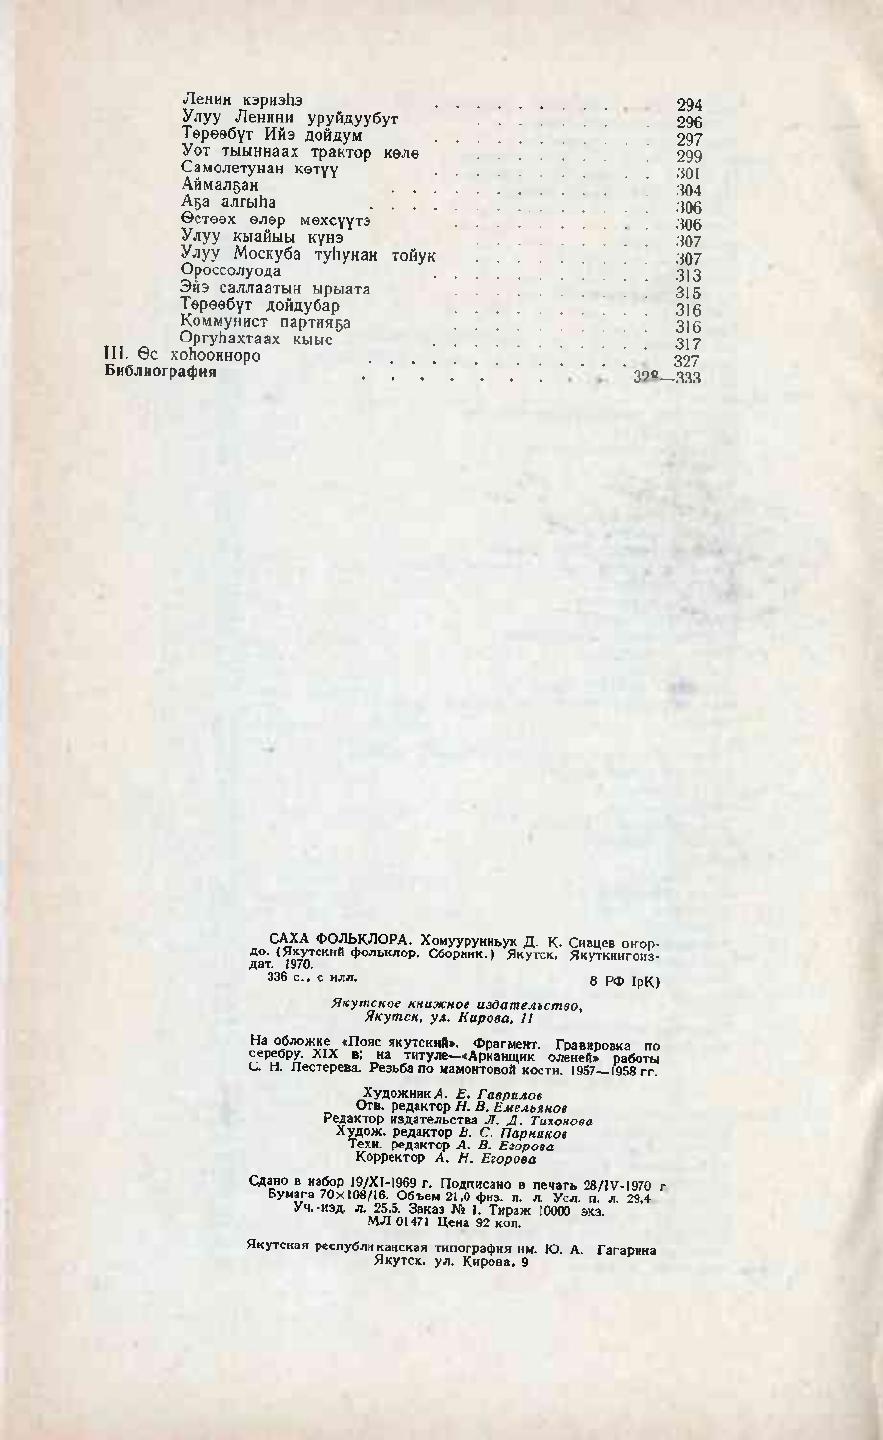 Ленин кэриэһэ . . . . . . . . . 294
Улуу Ленини уруйдуубут . . . . . . . 296
Төрөөбүт Ийэ дойдум . . . . . . . . 297
Уот тыыннаах трактор көлө . . . . . . . 299
Самолетунан көтүү . . . . . . . . 301
Аймалҕан . . . . . . . . . 304
Аҕа алгыһа . . . . . . . . . 306
Өстөөх өлөр мөхсүүтэ . . . . . . . 306
Улуу кыайыы күнэ . . . . . . . 307
Улуу Москуба туһунан тойук . . . . . . . 307
Ороссолуода . . . . . . . . 313
Эйэ саллаатын ырыата . . . . . . . 315
Төрөөбүт дойдубар . . . . . . . 316
Коммунист партияҕа . . . . . . . 316
Оргуһахтаах кыыс . . . . . . . . 317
III. Өс хоһоонноро . . . . . . . . . . 327
Библиография . . . . . . . . . 328—333
САХА ФОЛЬКЛОРА. Хомуурунньук Д. К. Сивцев оҥор-
до. (Якутский фольклор. Сборник.) Якутск, Якуткнигоиз-
дат. 1970.
336 с., с илл. 8 РФ IрК)
Якутское книжное издательство,
Якутск, ул. Кирова, 11
На обложке «Пояс якутский». Фрагмент. Гравировка по
серебру. XIX в; на титуле—«Арканщик оленей» работы
С. Н. Пестерева. Резьба по мамонтовой кости. 1957—1958 гг.
Художник А. Е. Гаврилов
Отв. редактор Н. В. Емельянов
Редактор издательства Л. Д. Тихонова
Худож. редактор В. С. Парников
Техн. редактор А. В. Егорова
Корректор А. Н. Егорова
Сдано в набор 19/XI-1969 г. Подписано в печать 28/IV-1970 г
Бумага 70×108/16. Объем 21,0 физ. п. л. Усл. п. л. 29,4
Уч.-изд. л. 25,5. Заказ № 1. Тираж 10000 экз.
МЛ 01471 Цена 92 коп.
Якутская республиканская типография им. Ю. А. Гагарина
Якутск, ул. Кирова, 9